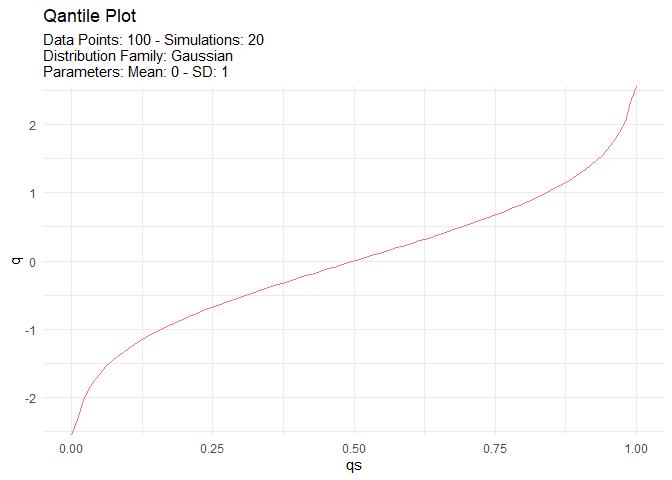 Qantile Plot
Data Points: 100 - Simulations: 20
Distribution Family: Gaussian
Parameters: Mean: 0 - SD: 1
2
1
0
-1
-2
q
0.00 0.25 0.50 0.75 1.00
qs